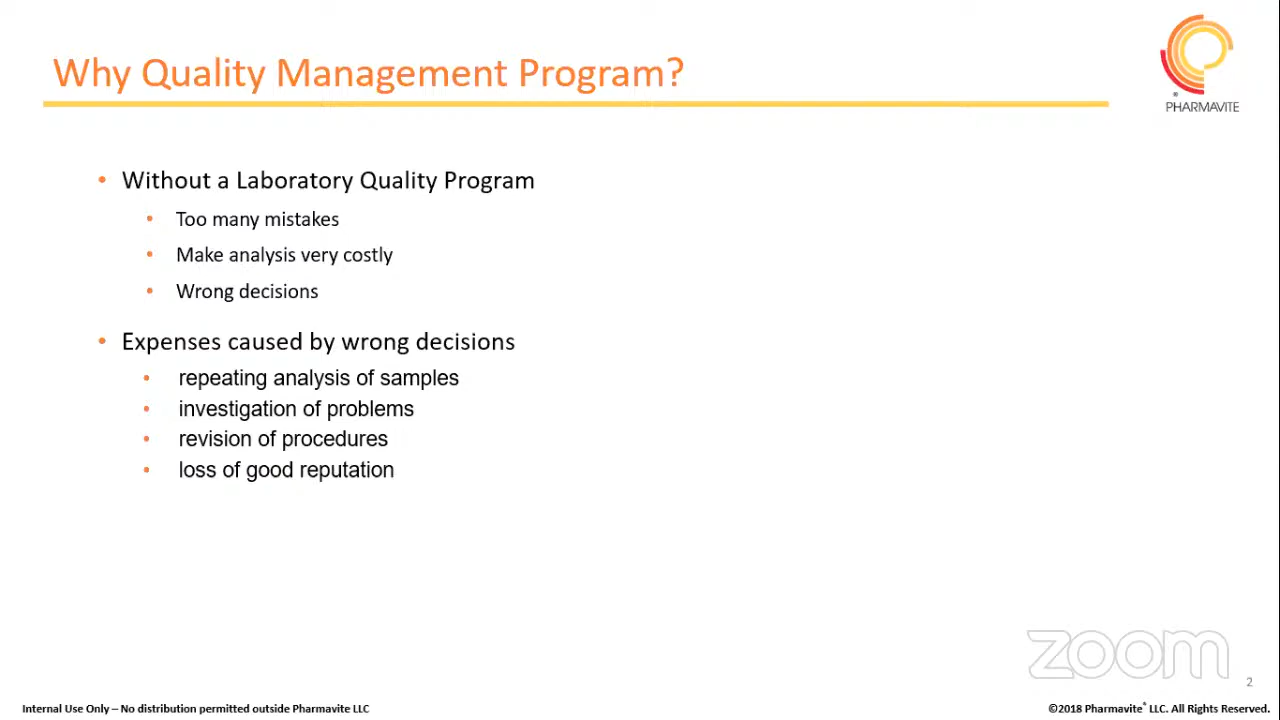 Why Quality Management Program?
PHARMAVITE
• Without a Laboratory Quality Program
• Too many mistakes
• Make analysis very costly
• Wrong decisions
• Expenses caused by wrong decisions
• repeating analysis of samples
• investigation of problems
• revision of procedures
• loss of good reputation
zoom
2
Internal Use Only – No distribution permitted outside Pharmavite LLC
©2018 Pharmavite® LLC. All Rights Reserved.